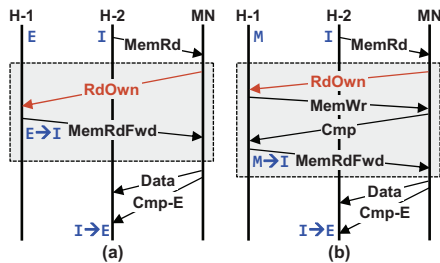 H-1 H-2 MN
E I
MemRd
RdOwn
E→I MemRdFwd
Data
Cmp-E
I→E
(a)
H-1 H-2 MN
M I
MemRd
RdOwn
MemWr
Cmp
M→I MemRdFwd
Data
Cmp-E
I→E
(b)